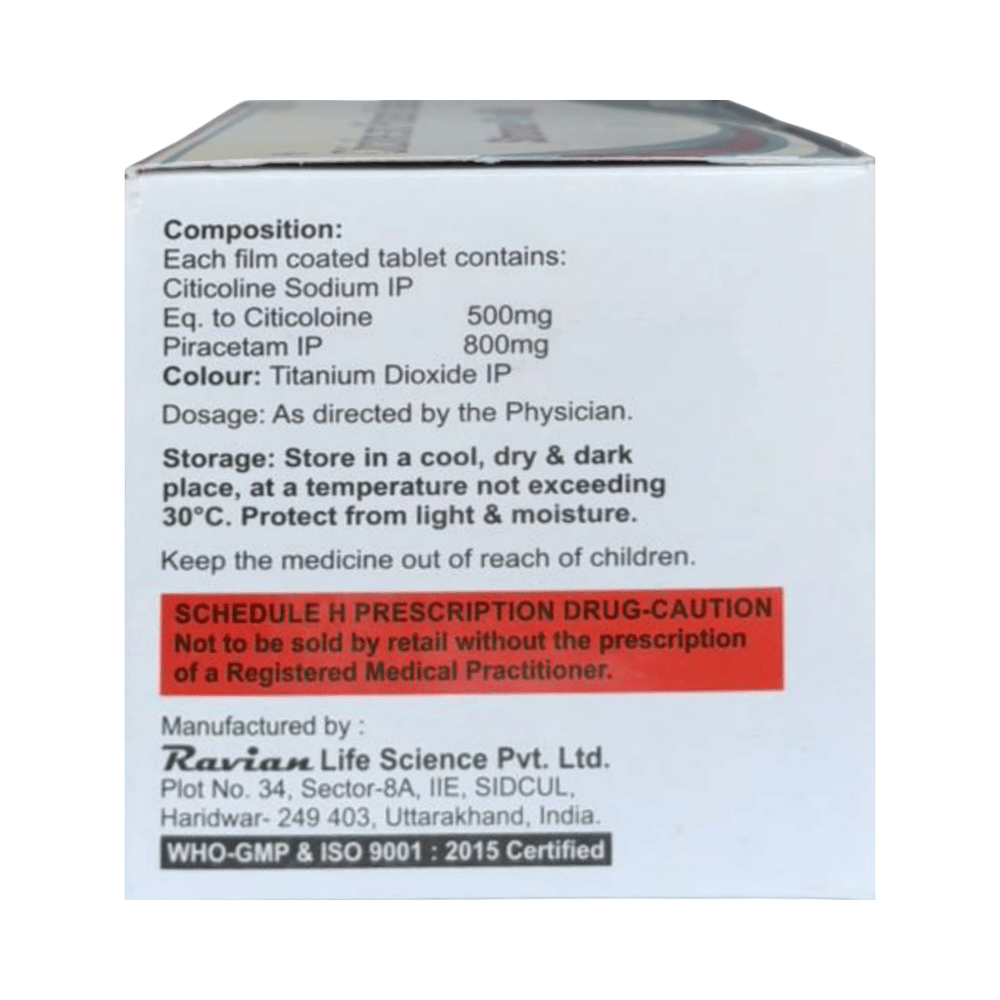 Composition:
Each film coated tablet contains:
Citicoline Sodium IP
Eq. to Citicoloine 500mg
Piracetam IP 800mg
Colour: Titanium Dioxide IP
Dosage: As directed by the Physician.
Storage: Store in a cool, dry & dark
place, at a temperature not exceeding
30°C. Protect from light & moisture.
Keep the medicine out of reach of children.
SCHEDULE H PRESCRIPTION DRUG-CAUTION
Not to be sold by retail without the prescription
of a Registered Medical Practitioner.
Manufactured by :
Ravian Life Science Pvt. Ltd.
Plot No. 34, Sector-8A, IIE, SIDCUL,
Haridwar- 249 403, Uttarakhand, India.
WHO-GMP & ISO 9001 : 2015 Certified